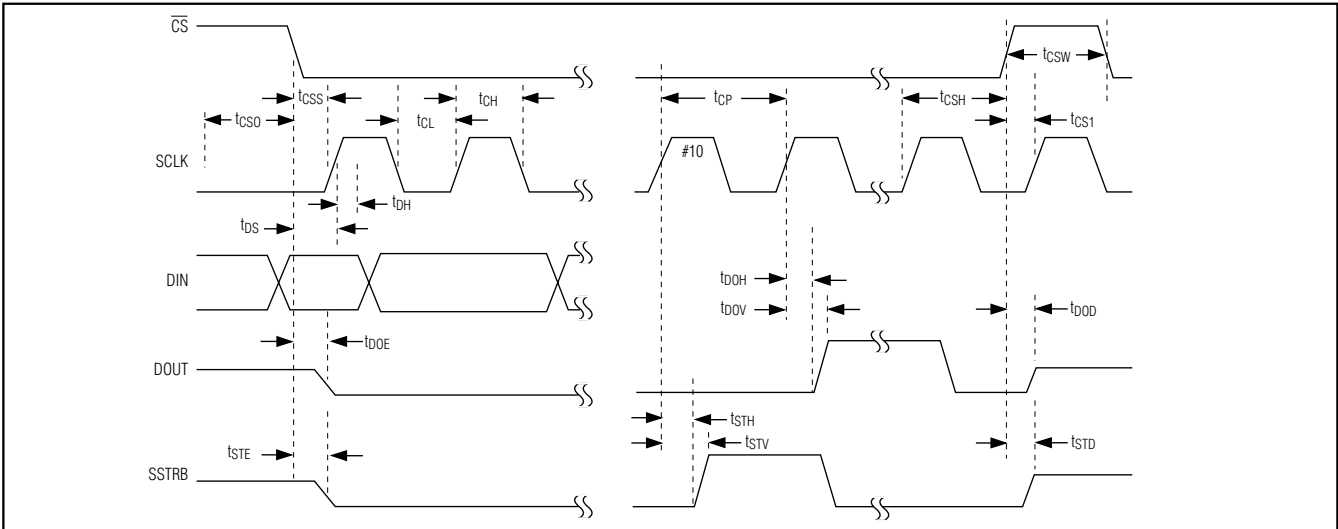 CS
tCSW
tCSS
tCH
tCP
tCSH
tCSO
tCL
tCS1
SCLK
#10
tDH
tDS
DIN
tDOH
tDOV
tDOD
tDOE
DOUT
tSTH
tSTV
tSTD
tSTE
SSTRB